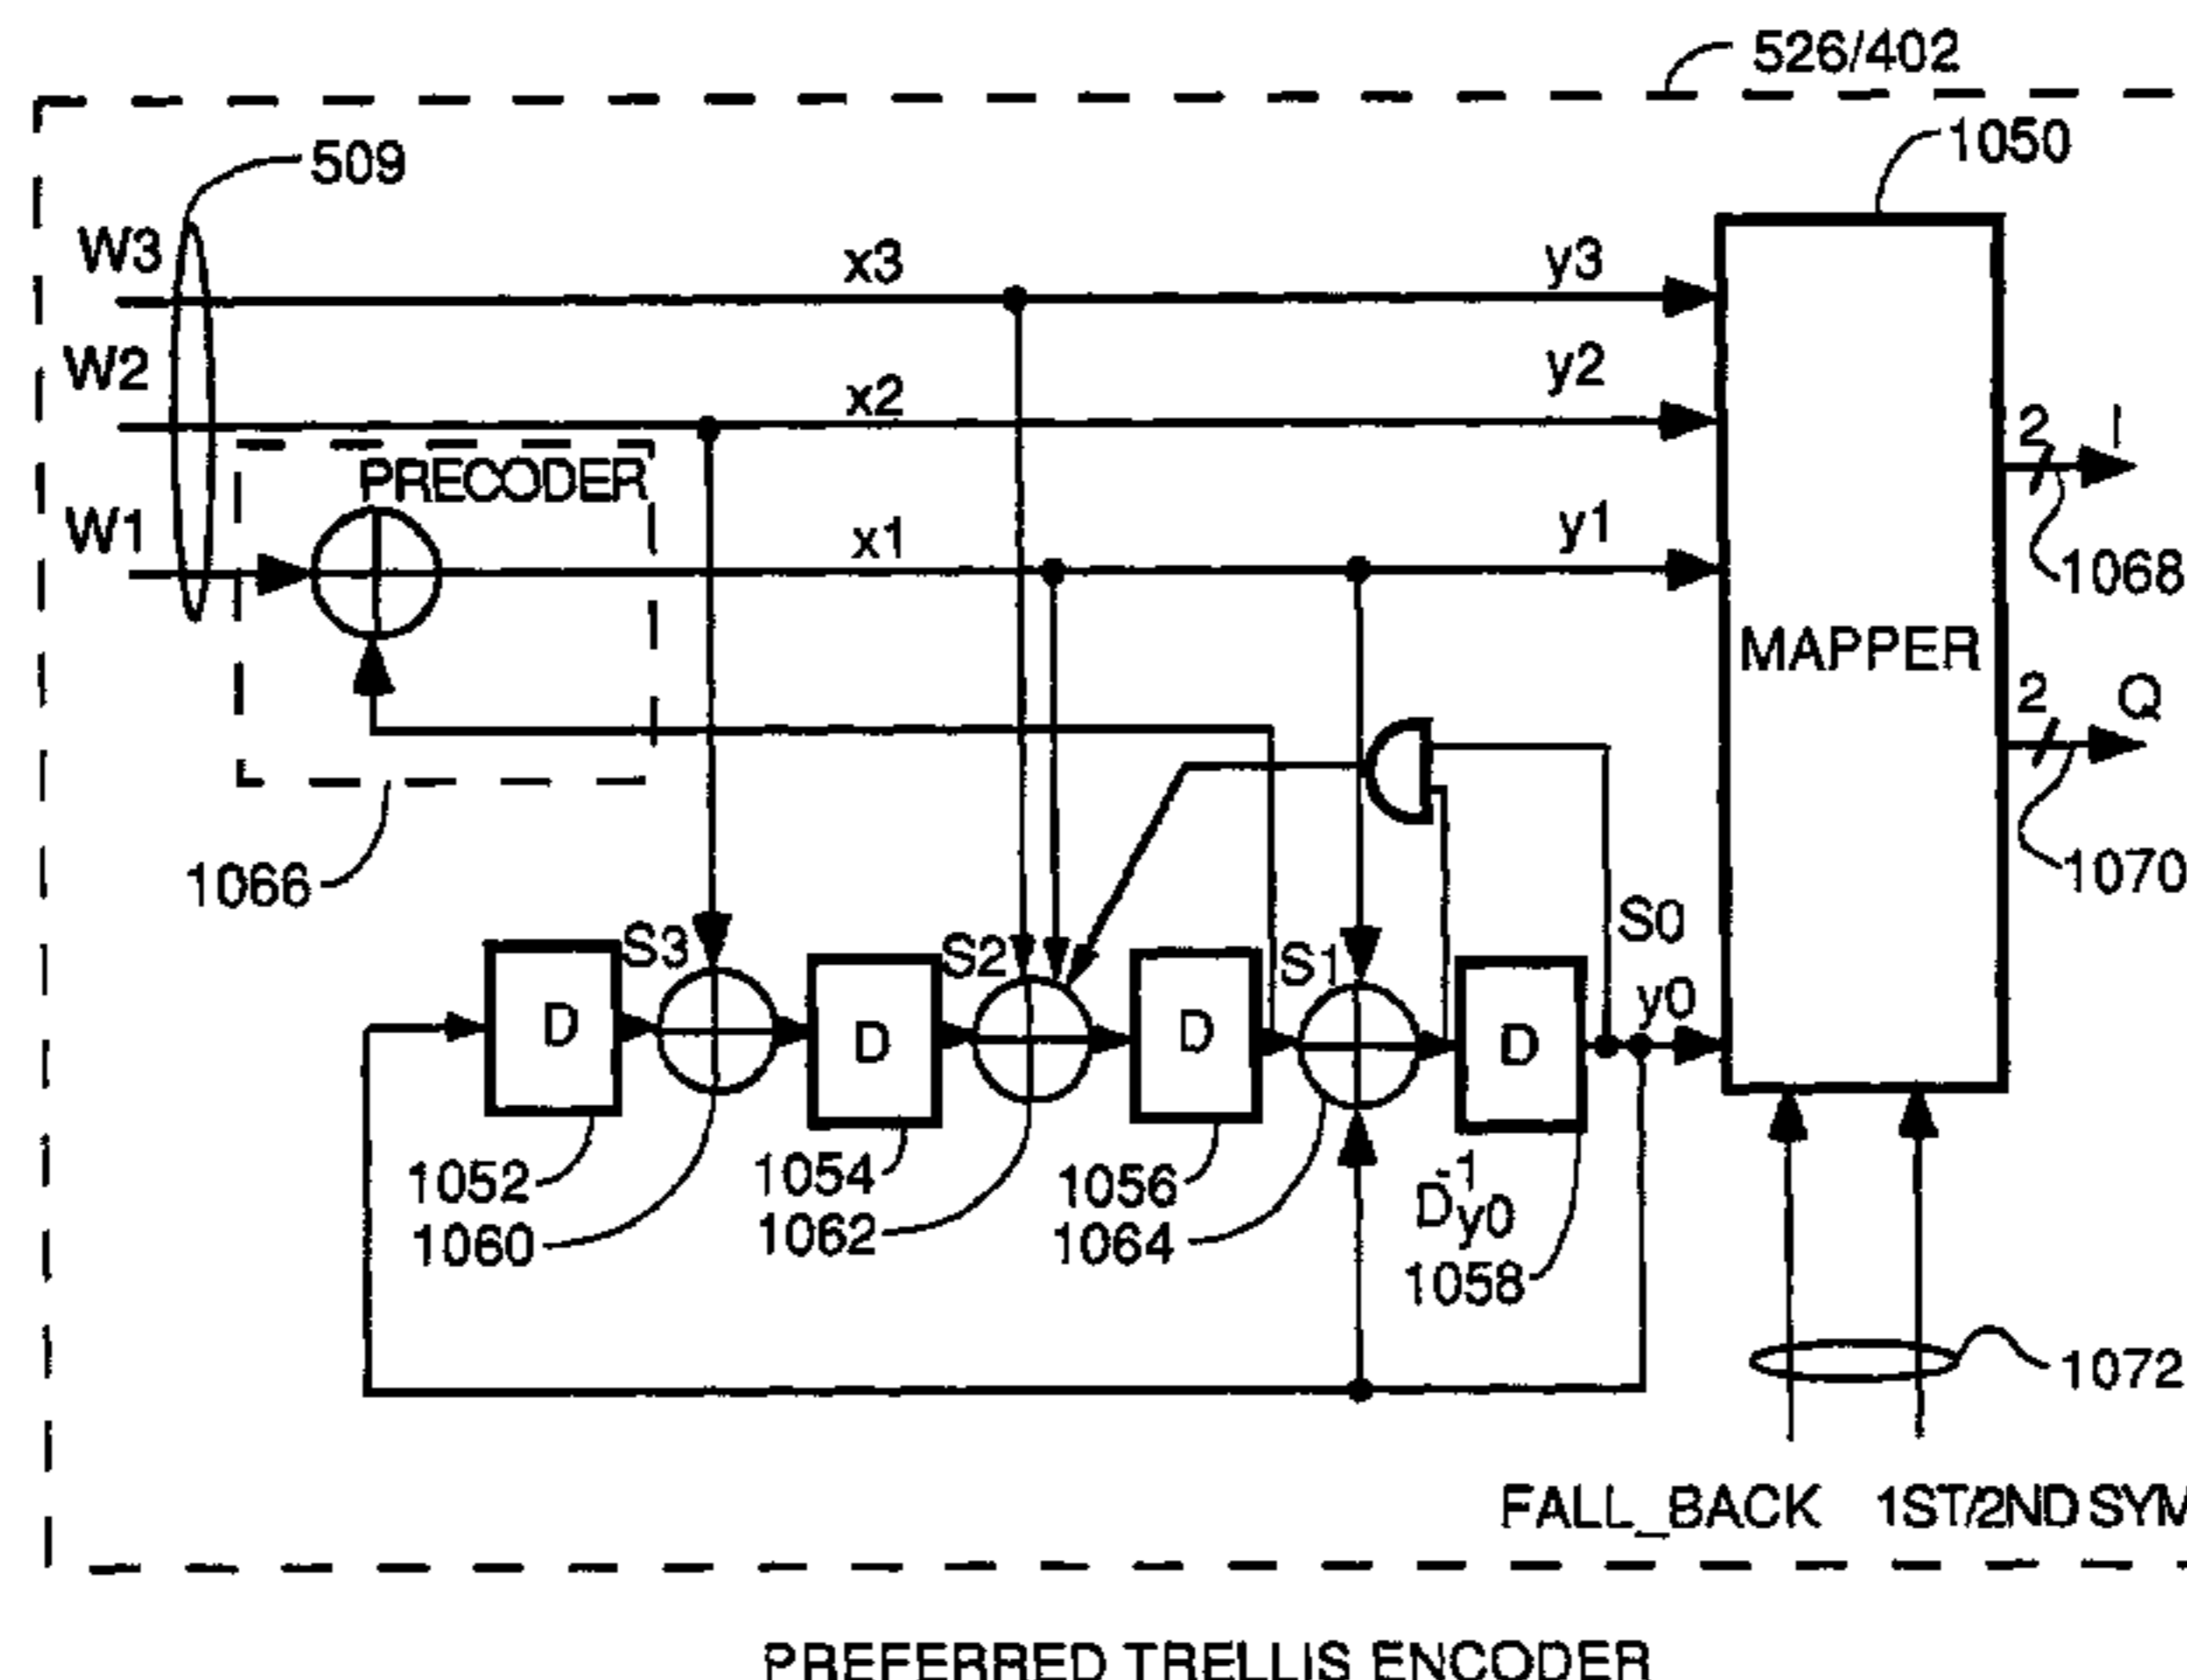 526/402
1050
509
W3
x3
y3
W2
x2
y2
2
I
PRECODER
W1
x1
y1
1068
MAPPER
2
Q
1066
1070
S3
S2
S1
S0
y0
D
D
D
D
1052
1054
1056
1060
1062
1064
D-1y0
1058
1072
FALL_BACK 1ST/2ND SYM
PREFERRED TRELLIS ENCODER